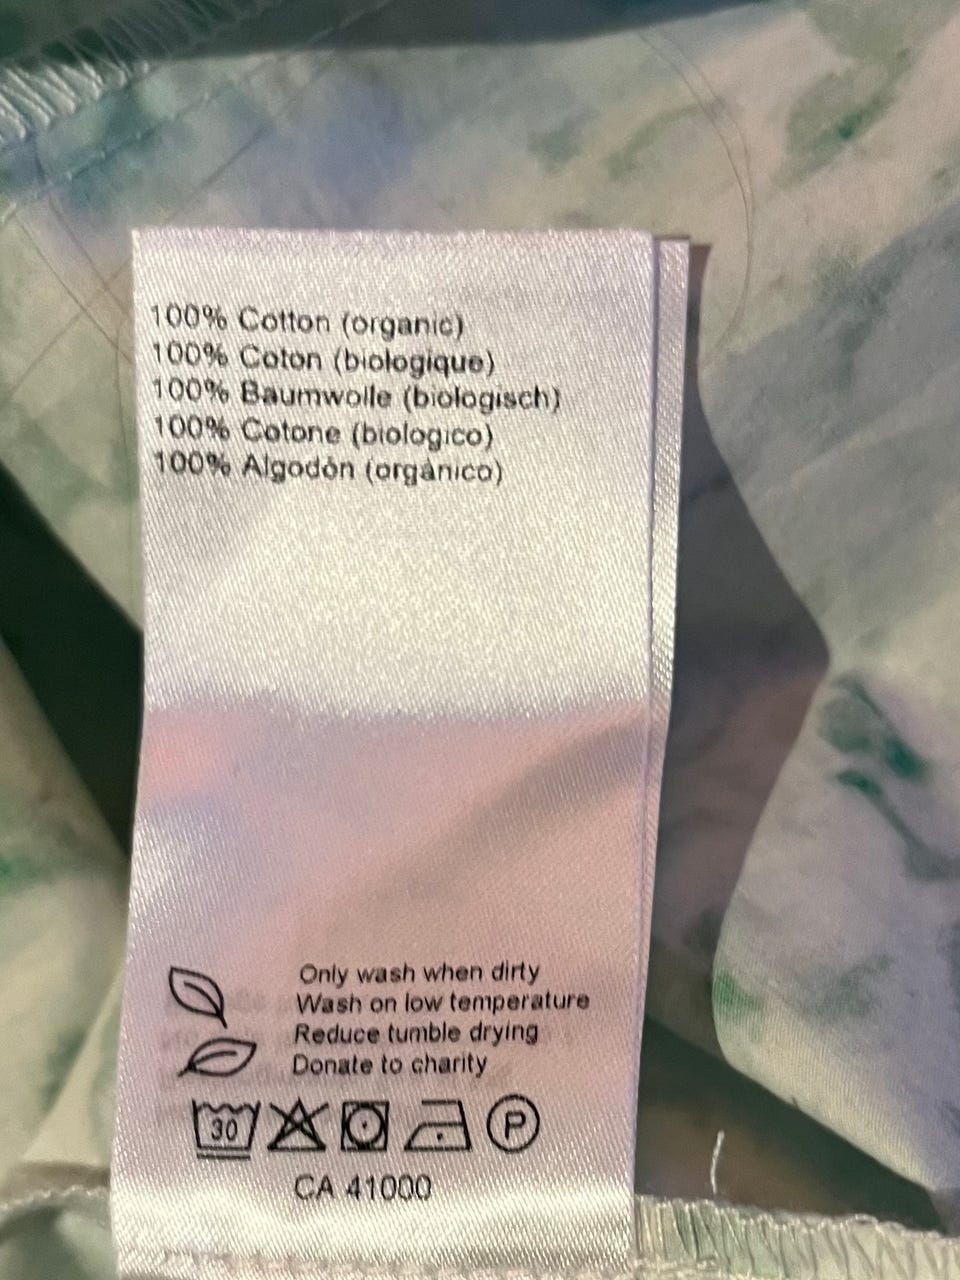 100% Cotton (organic)
100% Coton (biologique)
100% Baumwolle (biologisch)
100% Cotone (biologico)
100% Algodón (orgánico)
Only wash when dirty
Wash on low temperature
Reduce tumble drying
Donate to charity
30 P
CA 41000